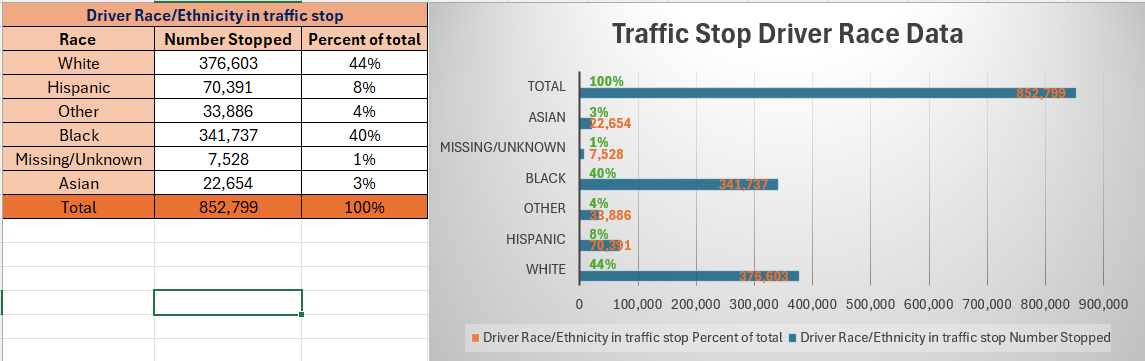 Driver Race/Ethnicity in traffic stop
Race Number Stopped Percent of total
White 376,603 44%
Hispanic 70,391 8%
Other 33,886 4%
Black 341,737 40%
Missing/Unknown 7,528 1%
Asian 22,654 3%
Total 852,799 100%
Traffic Stop Driver Race Data
100%
TOTAL 852,799
3%
ASIAN 22,654
1%
MISSING/UNKNOWN 7,528
40%
BLACK 341,737
4%
OTHER 33,886
8%
HISPANIC 70,391
44%
WHITE 376,603
0 100,000 200,000 300,000 400,000 500,000 600,000 700,000 800,000 900,000
Driver Race/Ethnicity in traffic stop Percent of total Driver Race/Ethnicity in traffic stop Number Stopped